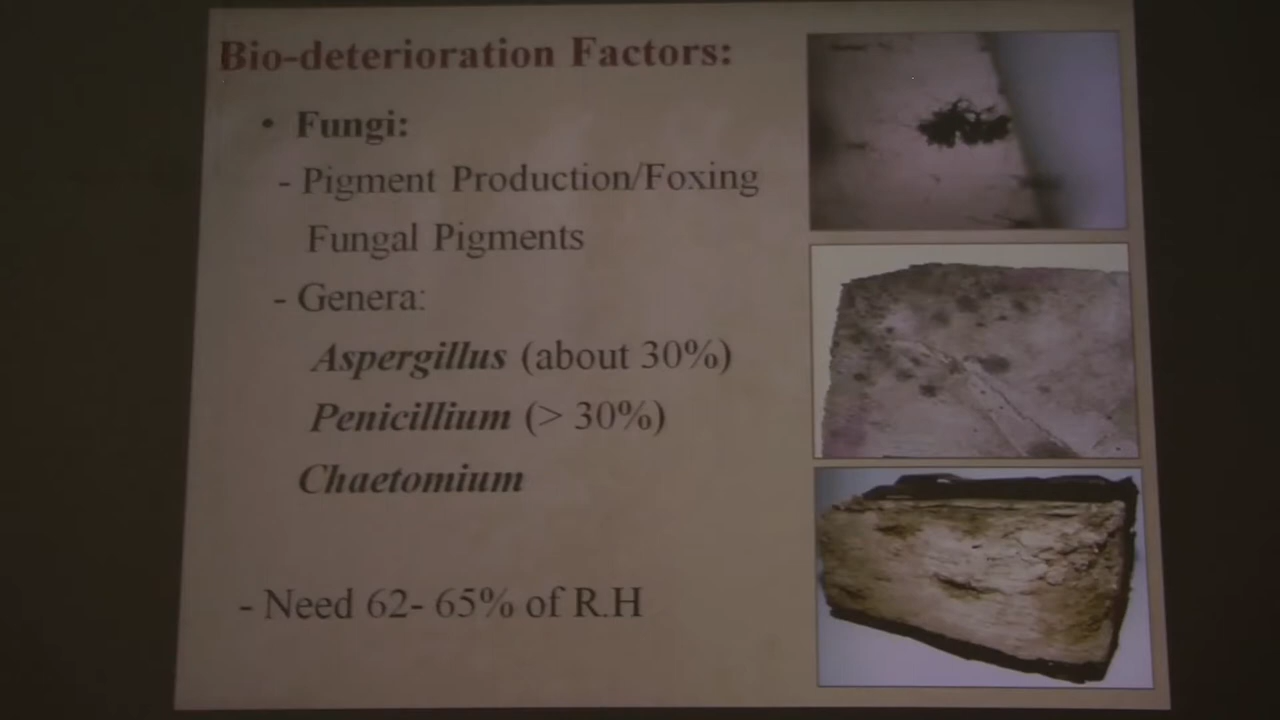 Bio-deterioration Factors:
• Fungi:
- Pigment Production/Foxing
Fungal Pigments
- Genera:
Aspergillus (about 30%)
Penicillium (> 30%)
Chaetomium
- Need 62- 65% of R.H